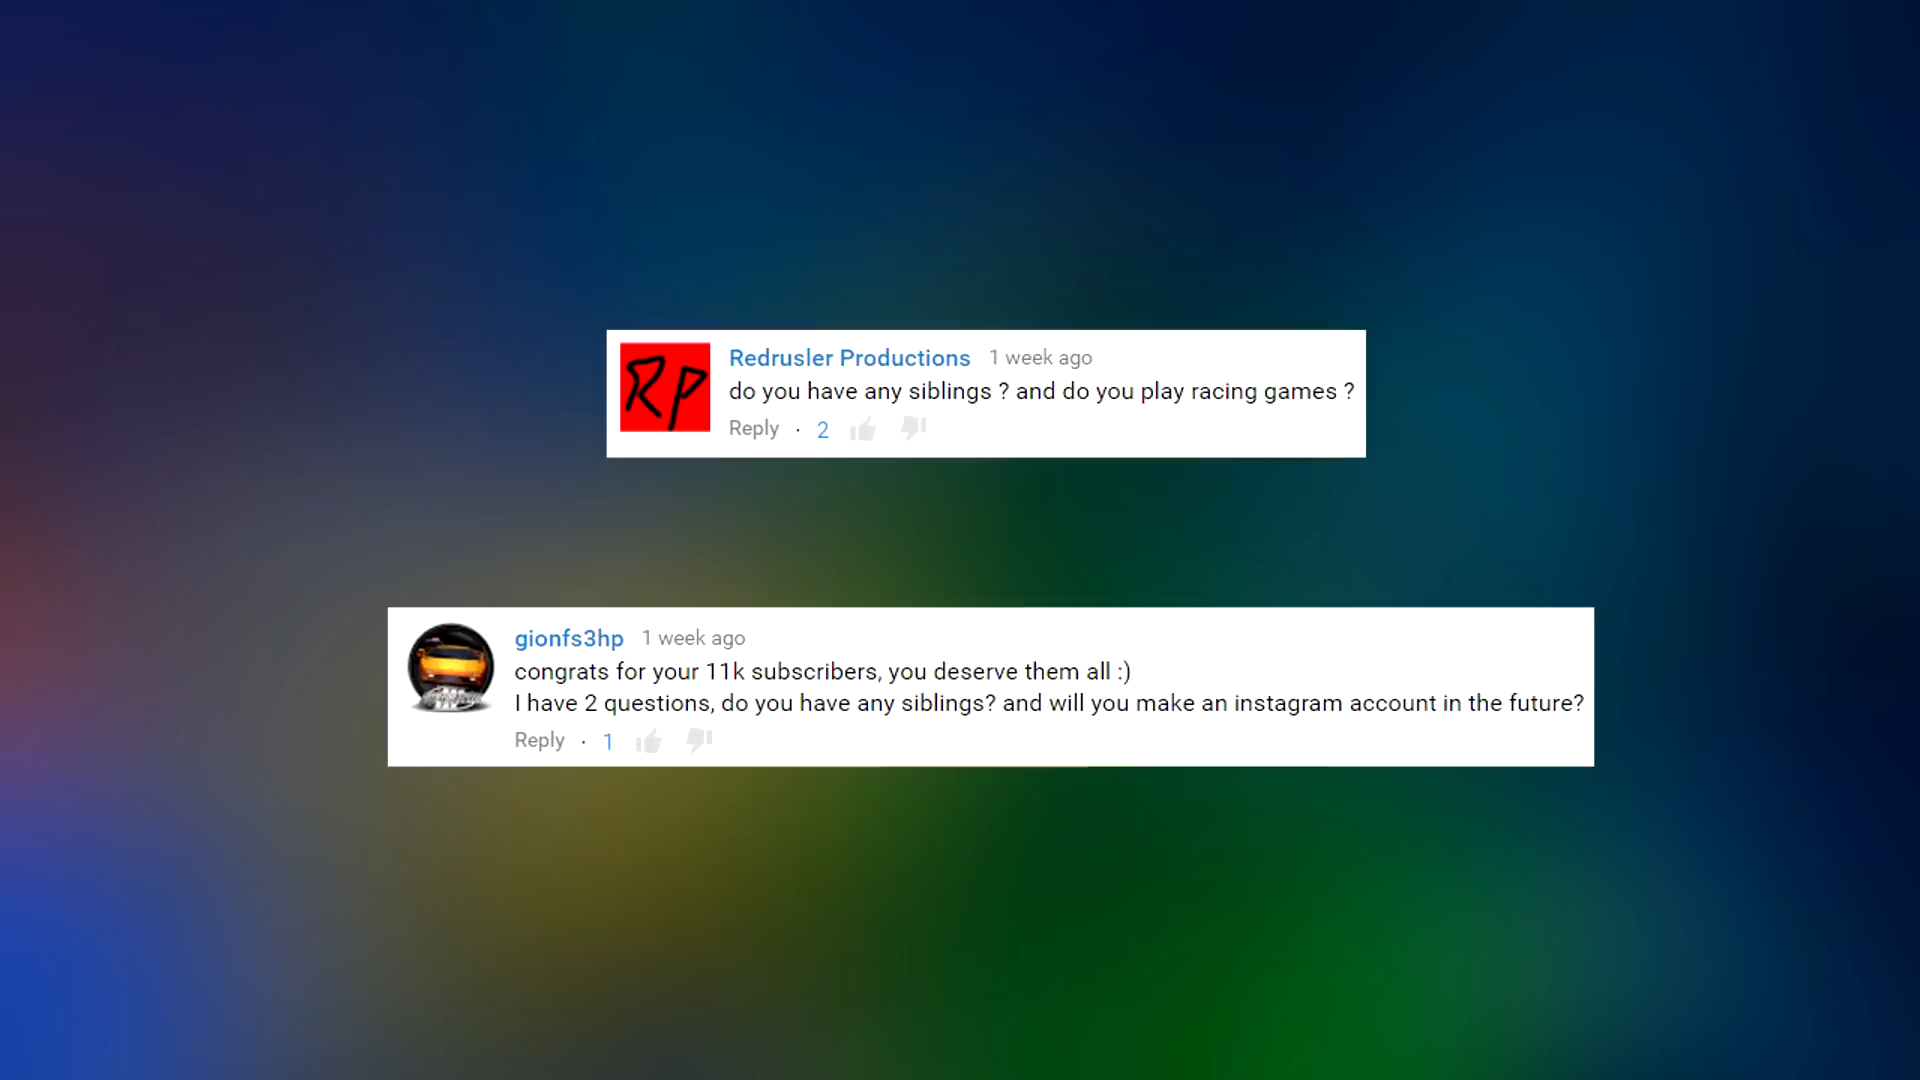 RP
Redrusler Productions 1 week ago
do you have any siblings ? and do you play racing games ?
Reply · 2
gionfs3hp 1 week ago
congrats for your 11k subscribers, you deserve them all :)
I have 2 questions, do you have any siblings? and will you make an instagram account in the future?
Reply · 1